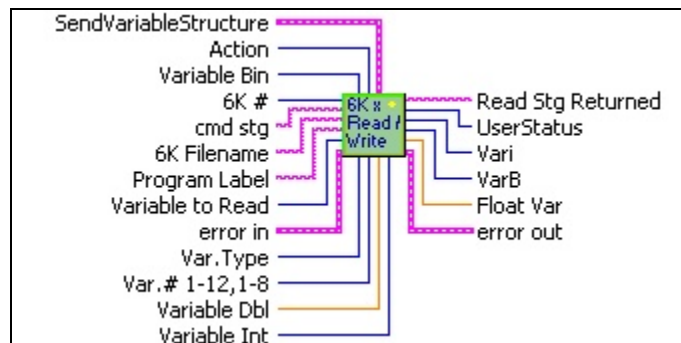 SendVariableStructure
Action
Variable Bin
6K #
cmd stg
6K Filename
Program Label
Variable to Read
error in
Var.Type
Var.# 1-12,1-8
Variable Dbl
Variable Int
6K x
Read /
Write
Read Stg Returned
UserStatus
Vari
VarB
Float Var
error out